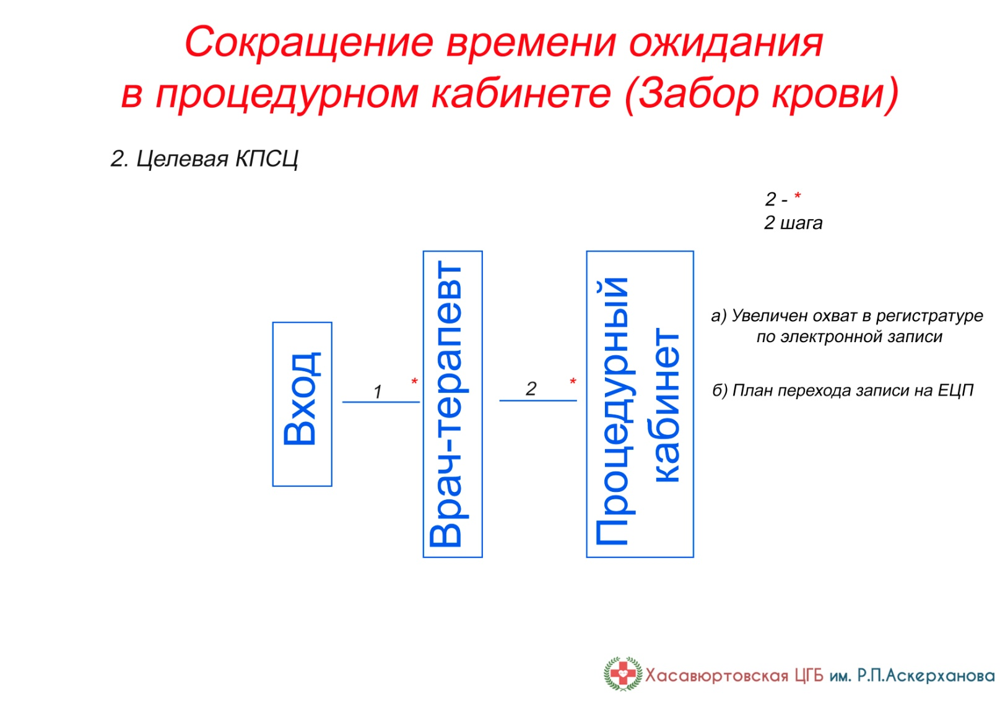 Сокращение времени ожидания
в процедурном кабинете (Забор крови)
2. Целевая КПСЦ
2 - *
2 шага
Вход
1 *
Врач-терапевт
2 *
Процедурный
кабинет
а) Увеличен охват в регистратуре
по электронной записи
б) План перехода записи на ЕЦП
Хасавюртовская ЦГБ им. Р.П.Аскерханова